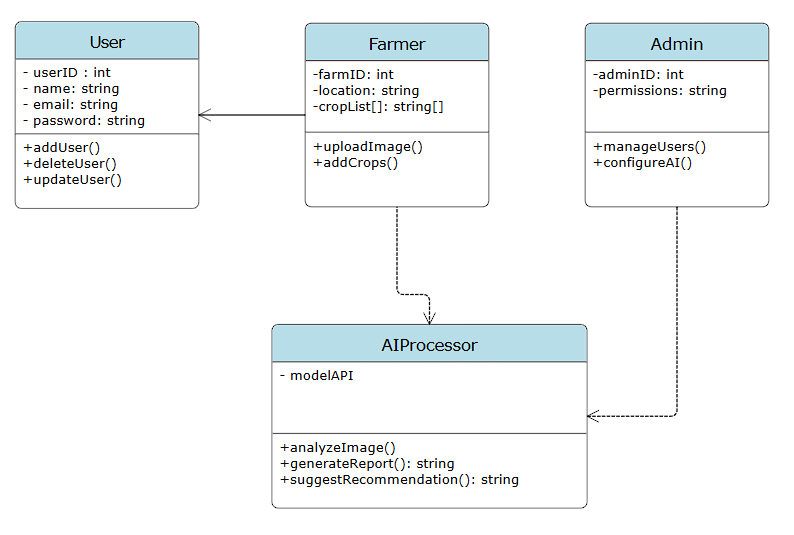 User
- userID : int
- name: string
- email: string
- password: string
+addUser()
+deleteUser()
+updateUser()
Farmer
-farmID: int
-location: string
-cropList[]: string[]
+uploadImage()
+addCrops()
Admin
-adminID: int
-permissions: string
+manageUsers()
+configureAI()
AIProcessor
- modelAPI
+analyzeImage()
+generateReport(): string
+suggestRecommendation(): string